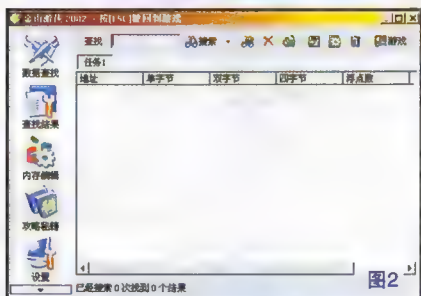 金山游侠 2002 - 按[ESC]键回到游戏
查找 搜索 游戏
任务1
地址 单字节 双字节 四字节 浮点数
数据查找
查找结果
内存编辑
攻略秘籍
设置
已经搜索 0 次找到 0 个结果
图2